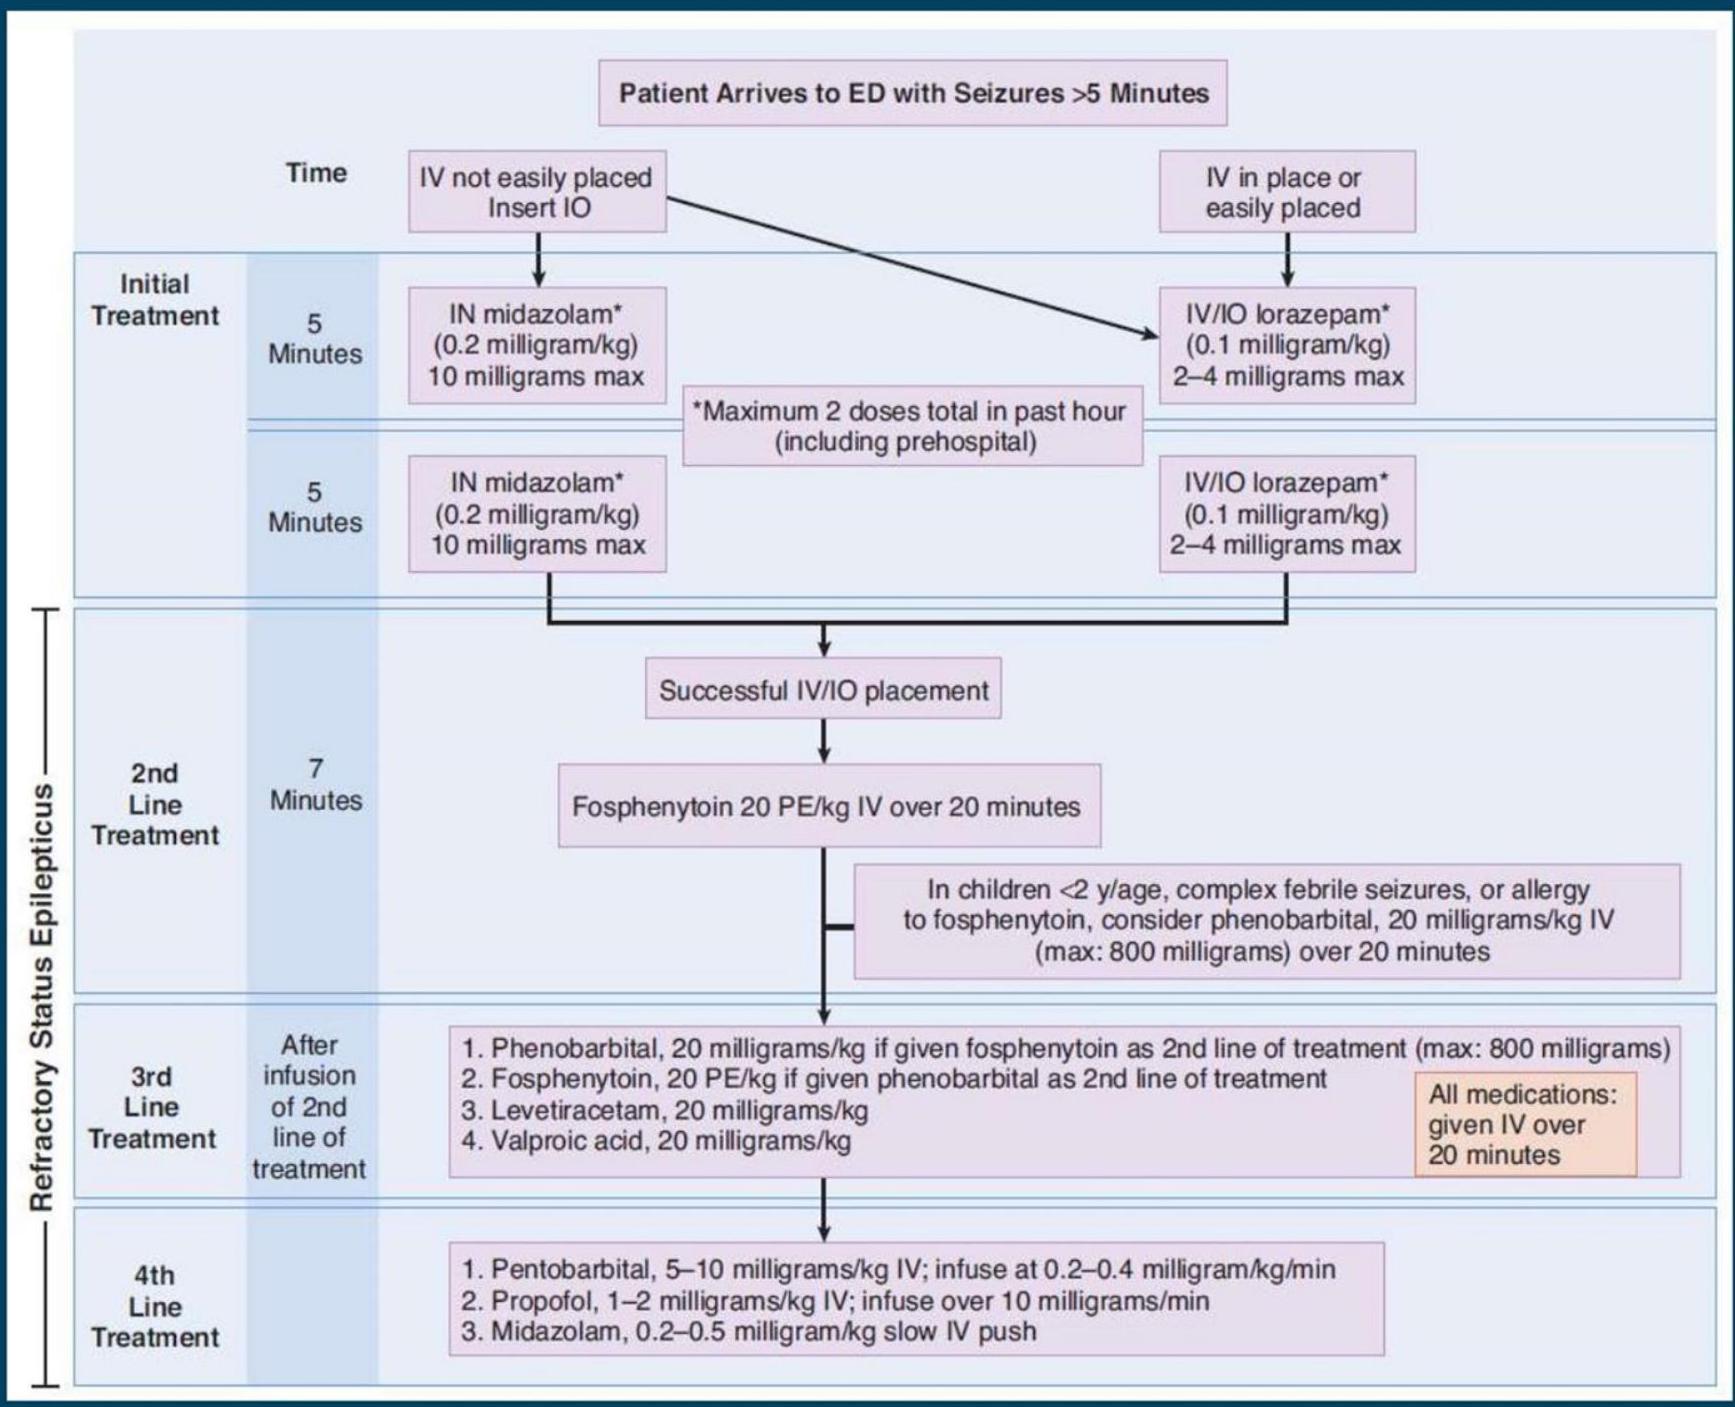 Patient Arrives to ED with Seizures >5 Minutes
Time
IV not easily placed
Insert IO
IV in place or
easily placed
Initial
Treatment
5
Minutes
IN midazolam*
(0.2 milligram/kg)
10 milligrams max
IV/IO lorazepam*
(0.1 milligram/kg)
2–4 milligrams max
*Maximum 2 doses total in past hour
(including prehospital)
5
Minutes
IN midazolam*
(0.2 milligram/kg)
10 milligrams max
IV/IO lorazepam*
(0.1 milligram/kg)
2–4 milligrams max
Refractory Status Epilepticus
2nd
Line
Treatment
7
Minutes
Successful IV/IO placement
Fosphenytoin 20 PE/kg IV over 20 minutes
In children <2 y/age, complex febrile seizures, or allergy
to fosphenytoin, consider phenobarbital, 20 milligrams/kg IV
(max: 800 milligrams) over 20 minutes
3rd
Line
Treatment
After
infusion
of 2nd
line of
treatment
1. Phenobarbital, 20 milligrams/kg if given fosphenytoin as 2nd line of treatment (max: 800 milligrams)
2. Fosphenytoin, 20 PE/kg if given phenobarbital as 2nd line of treatment
3. Levetiracetam, 20 milligrams/kg
4. Valproic acid, 20 milligrams/kg
All medications:
given IV over
20 minutes
4th
Line
Treatment
1. Pentobarbital, 5–10 milligrams/kg IV; infuse at 0.2–0.4 milligram/kg/min
2. Propofol, 1–2 milligrams/kg IV; infuse over 10 milligrams/min
3. Midazolam, 0.2–0.5 milligram/kg slow IV push